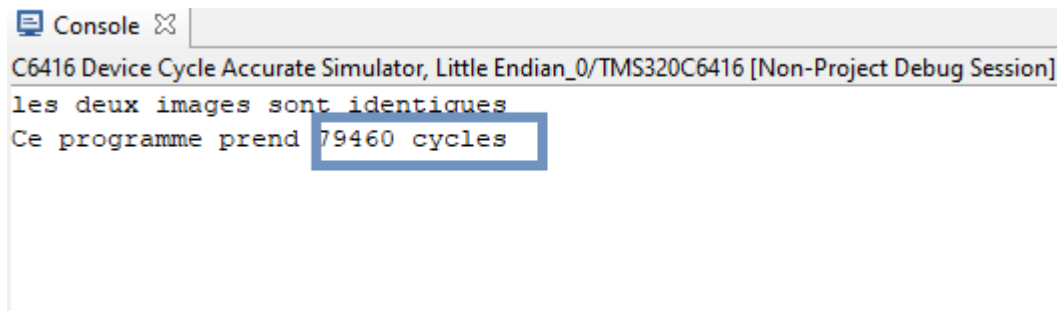 Console
C6416 Device Cycle Accurate Simulator, Little Endian_0/TMS320C6416 [Non-Project Debug Session]
les deux images sont identiques
Ce programme prend 79460 cycles